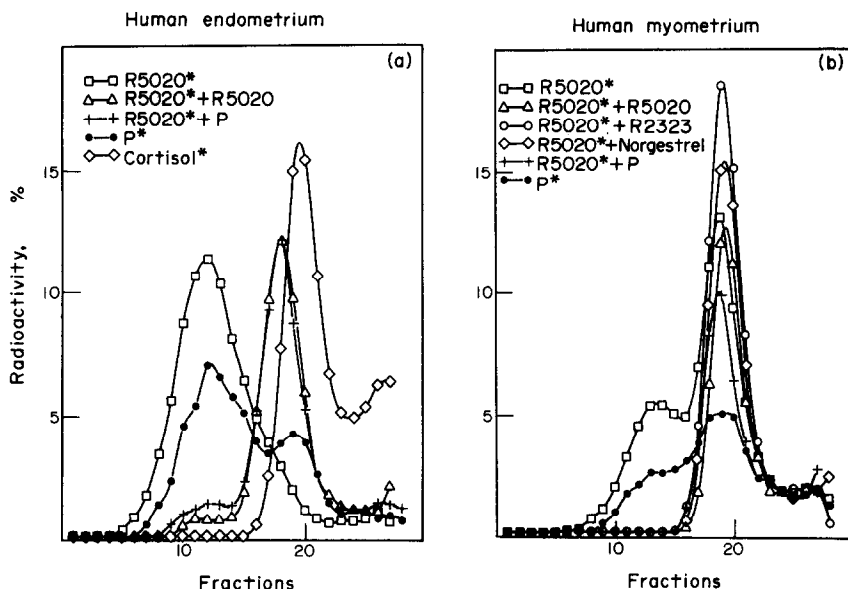 Human endometrium
(a)
R5020*
R5020*+R5020
R5020*+P
P*
Cortisol*
Radioactivity, %
15
10
5
10
20
Fractions
Human myometrium
(b)
R5020*
R5020*+R5020
R5020*+R2323
R5020*+Norgestrel
R5020*+P
P*
15
10
5
10
20
Fractions